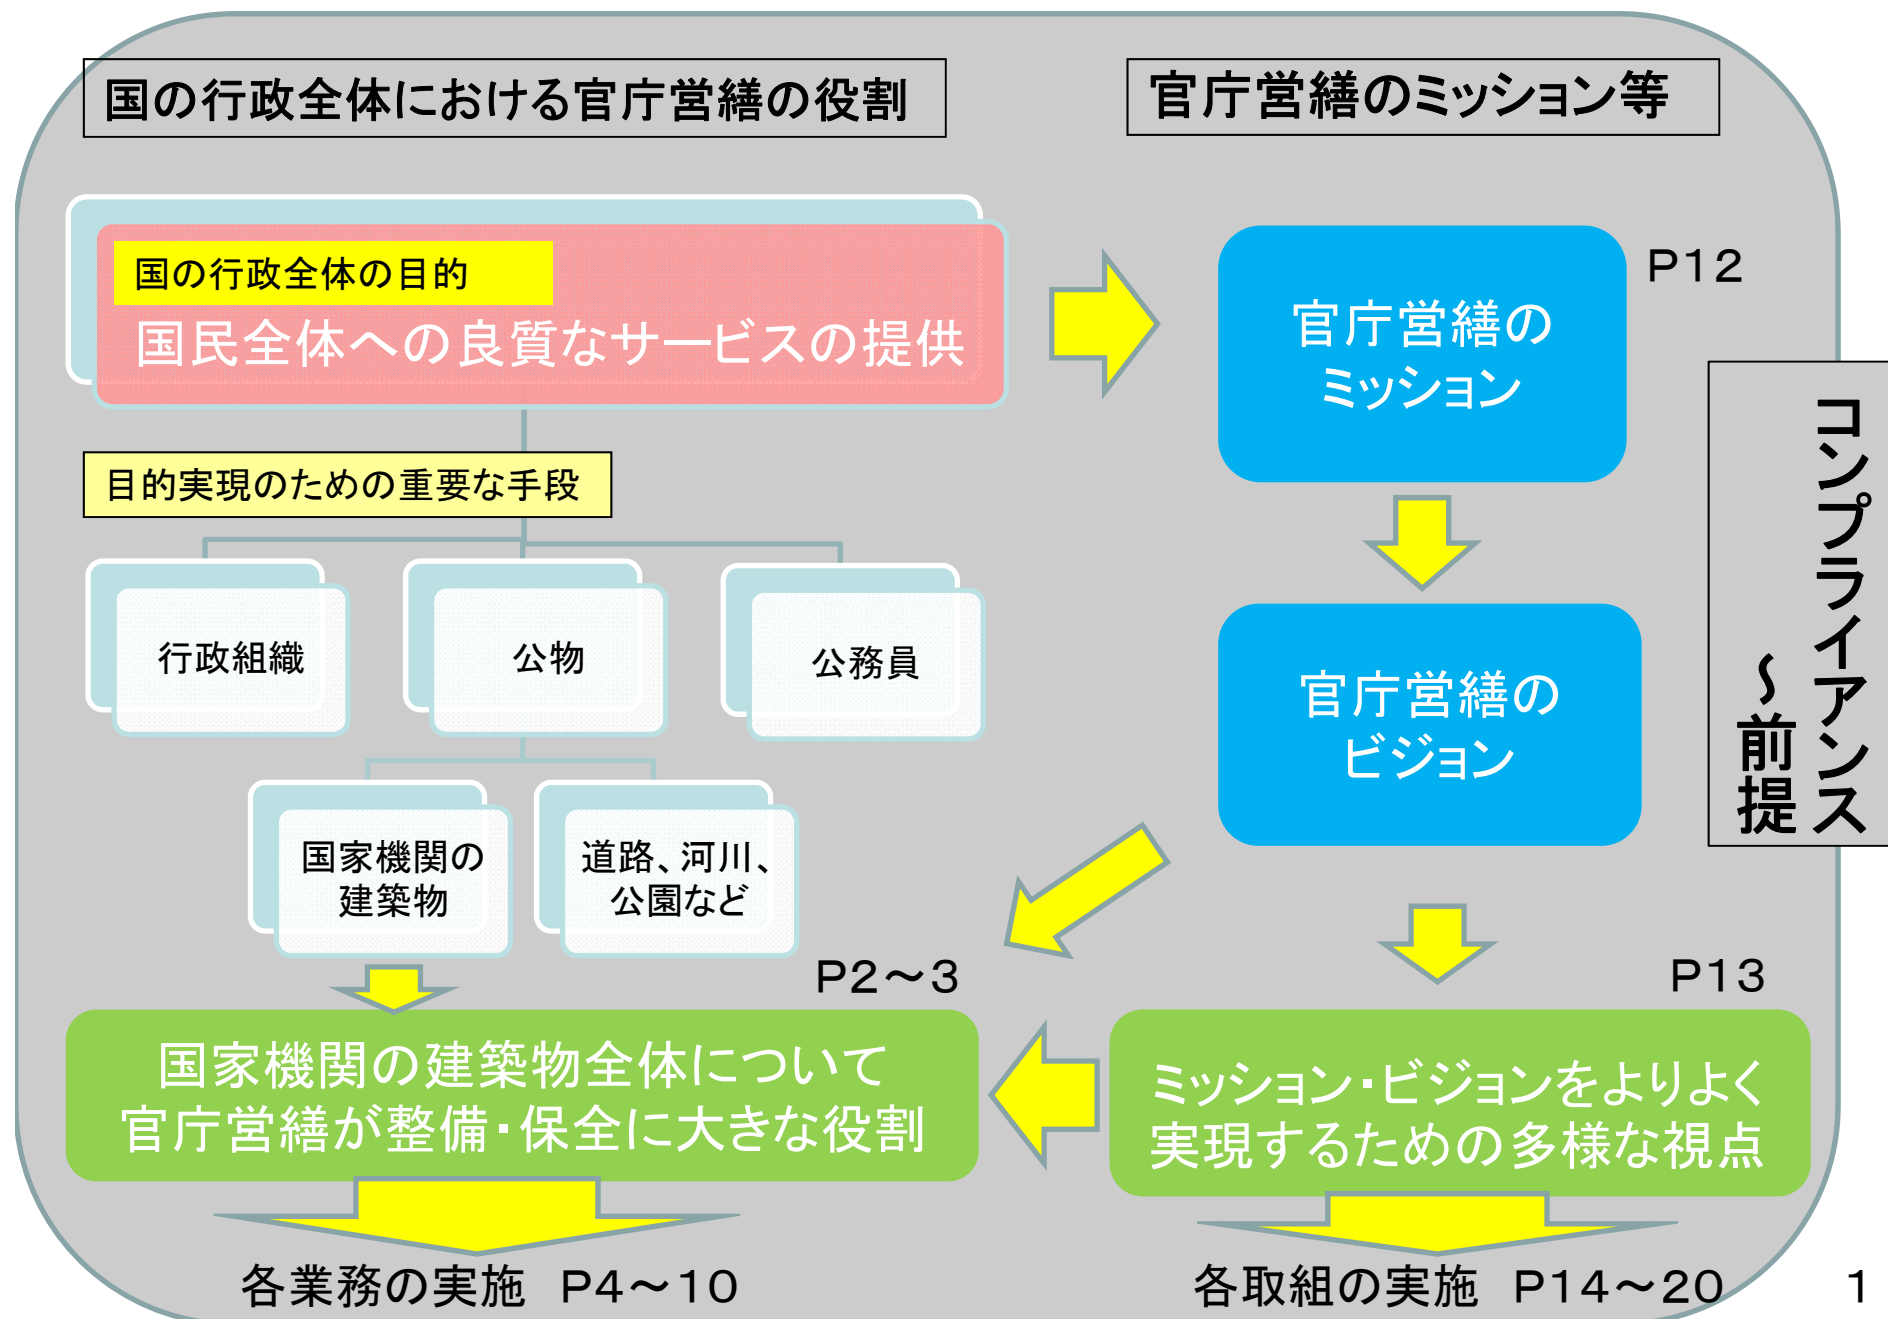 国の行政全体における官庁営繕の役割
国の行政全体の目的
国民全体への良質なサービスの提供
目的実現のための重要な手段
行政組織
公物
公務員
国家機関の
建築物
道路、河川、
公園など
P2～3
国家機関の建築物全体について
官庁営繕が整備・保全に大きな役割
各業務の実施 P4～10
官庁営繕のミッション等
P12
官庁営繕の
ミッション
官庁営繕の
ビジョン
P13
ミッション・ビジョンをよりよく
実現するための多様な視点
各取組の実施 P14～20
コンプライアンス
～前提
1